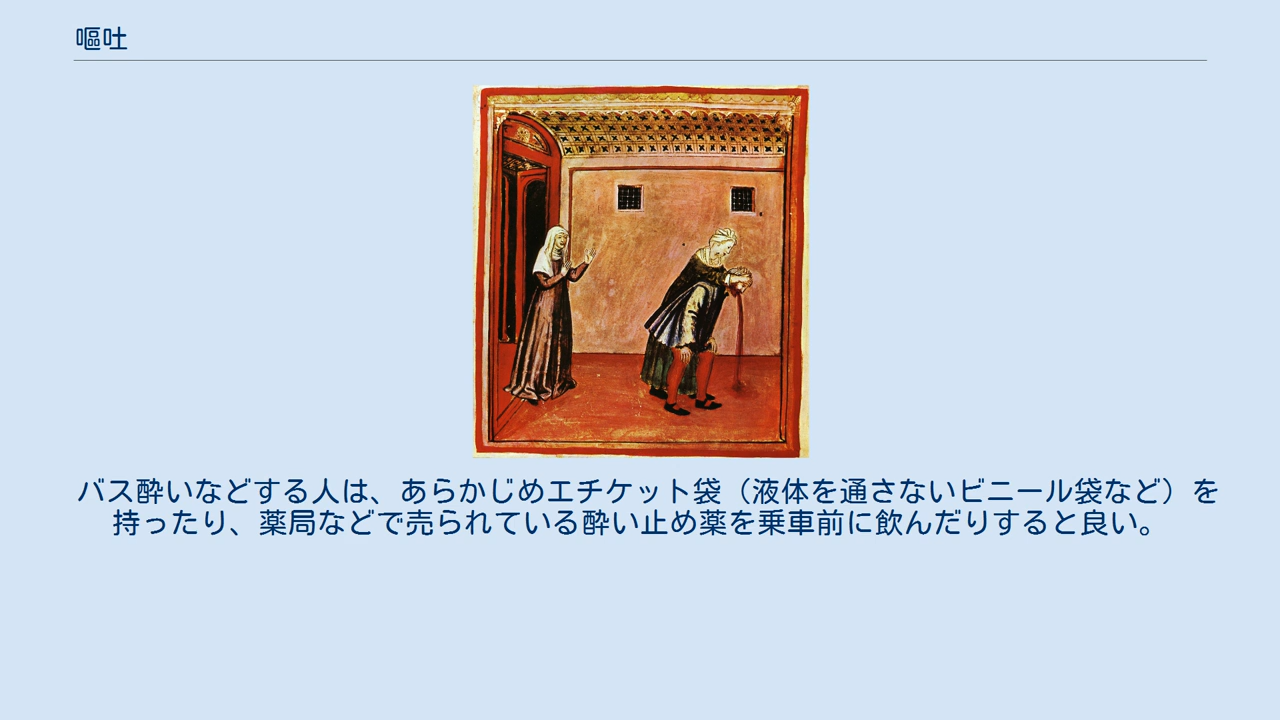 嘔吐
バス酔いなどする人は、あらかじめエチケット袋（液体を通さないビニール袋など）を
持ったり、薬局などで売られている酔い止め薬を乗車前に飲んだりすると良い。